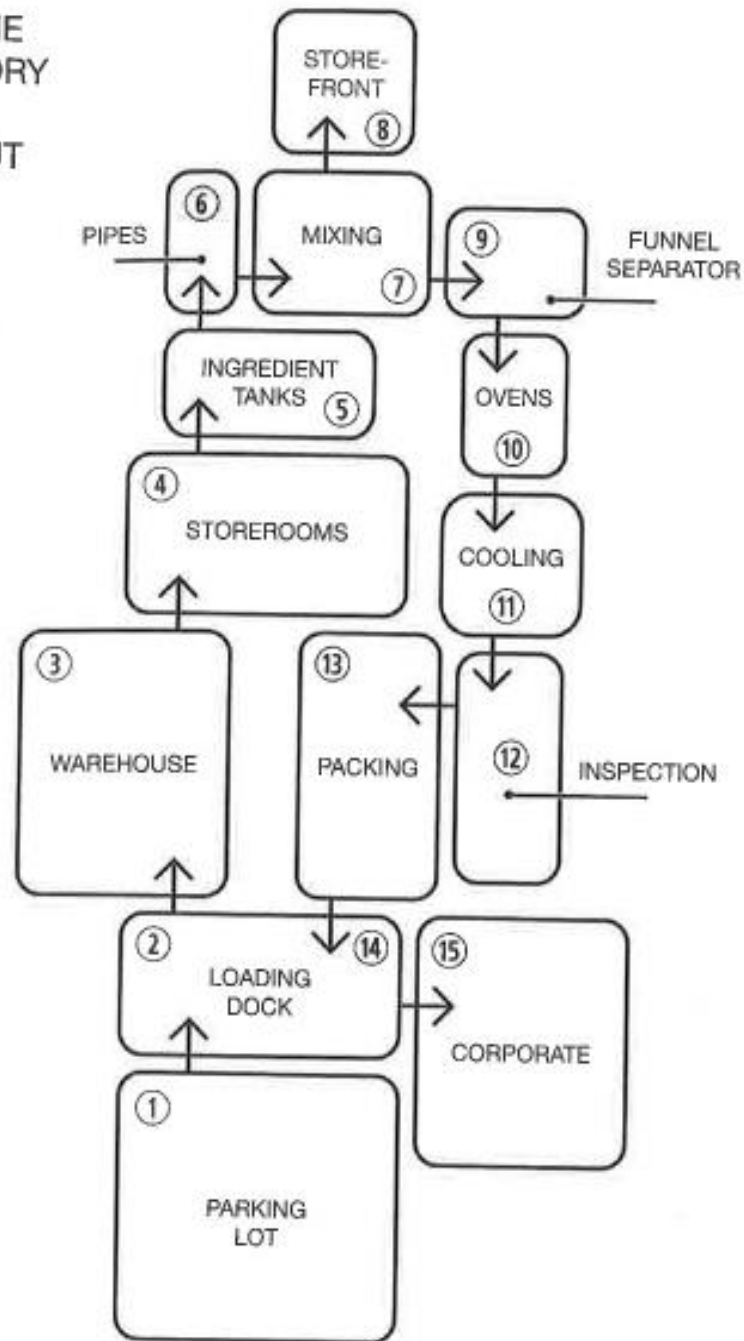 STORE-
FRONT
8
6
PIPES
MIXING
7
9
FUNNEL
SEPARATOR
INGREDIENT
TANKS
5
OVENS
10
4
STOREROOMS
COOLING
11
3
WAREHOUSE
13
PACKING
12
INSPECTION
2
14
LOADING
DOCK
15
CORPORATE
1
PARKING
LOT